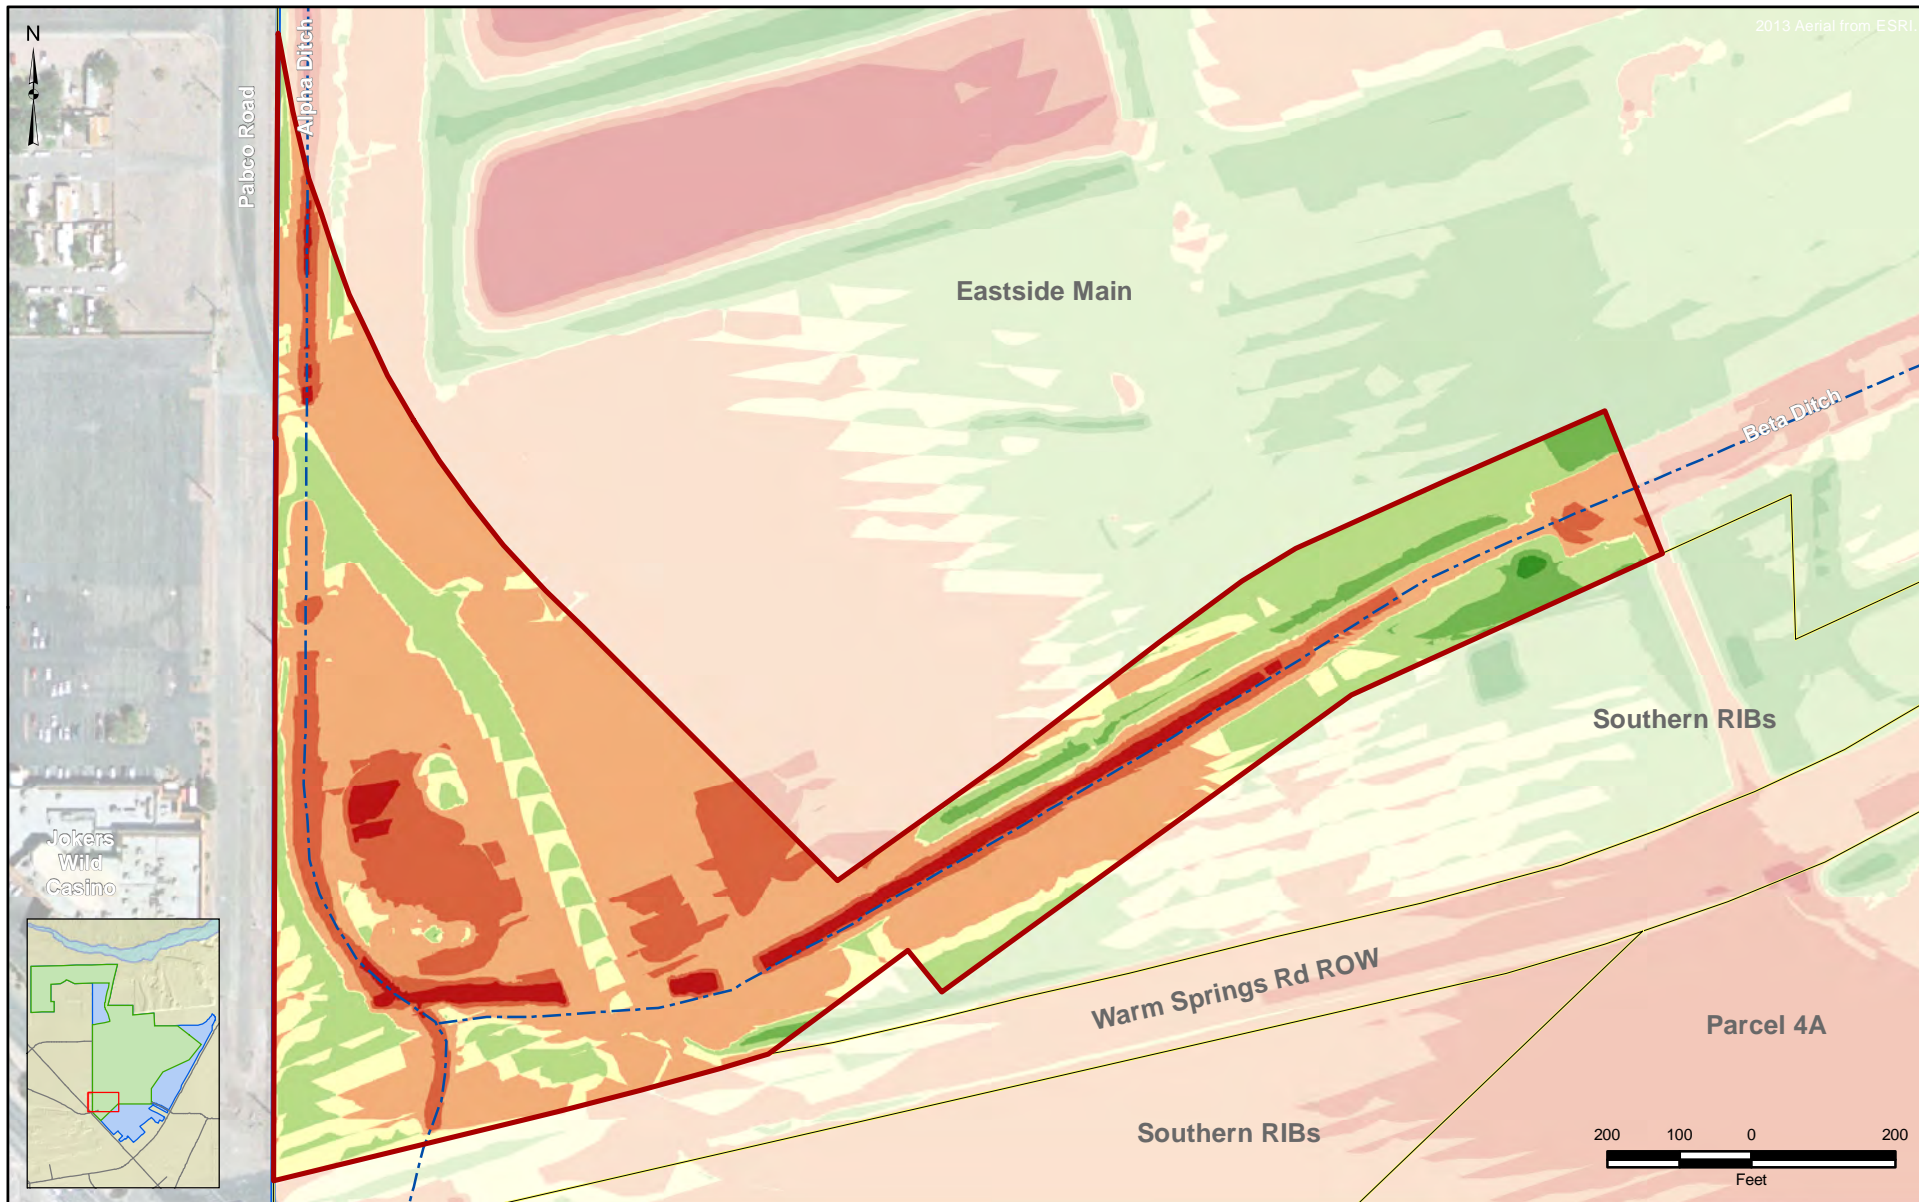 2013 Aerial from ESRI.
N
Alpha Ditch
Pabco Road
Eastside Main
Beta Ditch
Southern RIBs
Jokers
Wild
Casino
Warm Springs Rd ROW
Parcel 4A
Southern RIBs
200 100 0 200
Feet